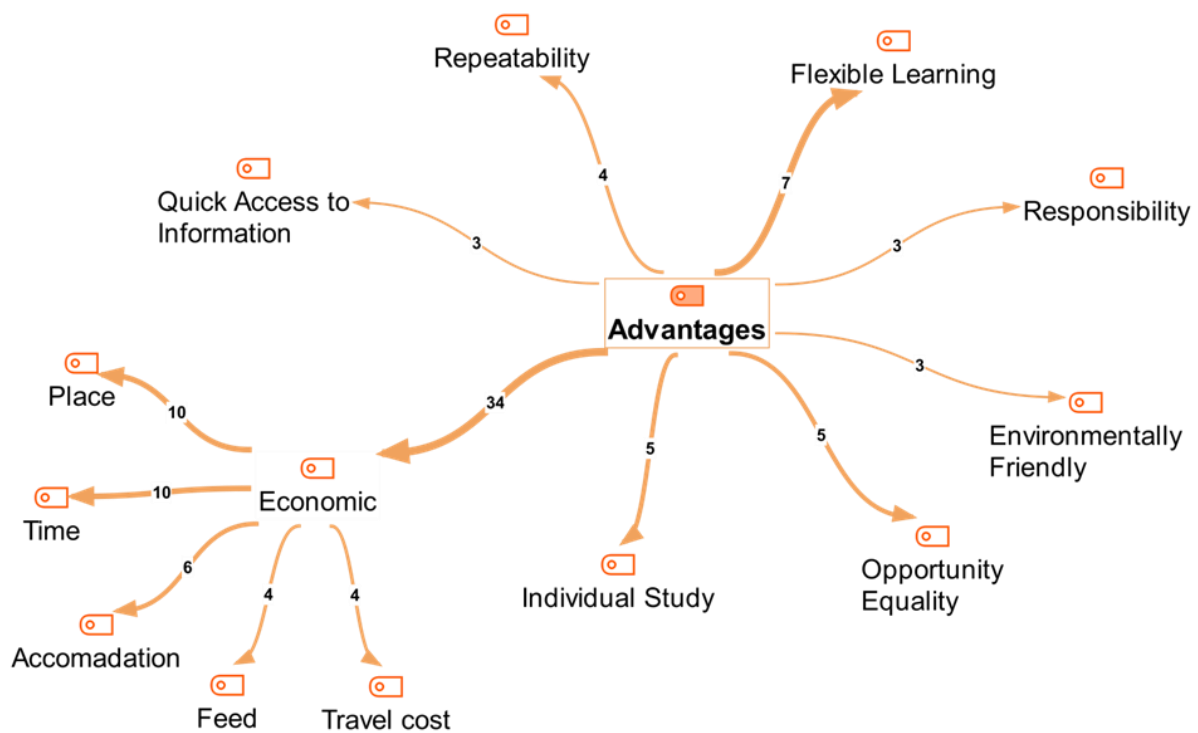 Repeatability
Flexible Learning
4
7
Quick Access to
Information
Responsibility
3
3
Advantages
3
Place
10
34
5
5
Environmentally
Friendly
10
Economic
Time
6
4
4
Individual Study
Opportunity
Equality
Accomadation
Feed
Travel cost